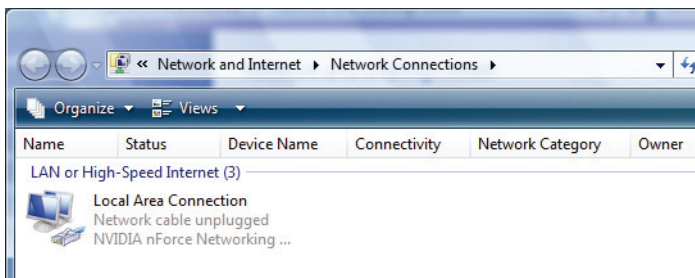 « Network and Internet ▸ Network Connections ▸
Organize Views
Name Status Device Name Connectivity Network Category Owner
LAN or High-Speed Internet (3)
Local Area Connection
Network cable unplugged
NVIDIA nForce Networking ...